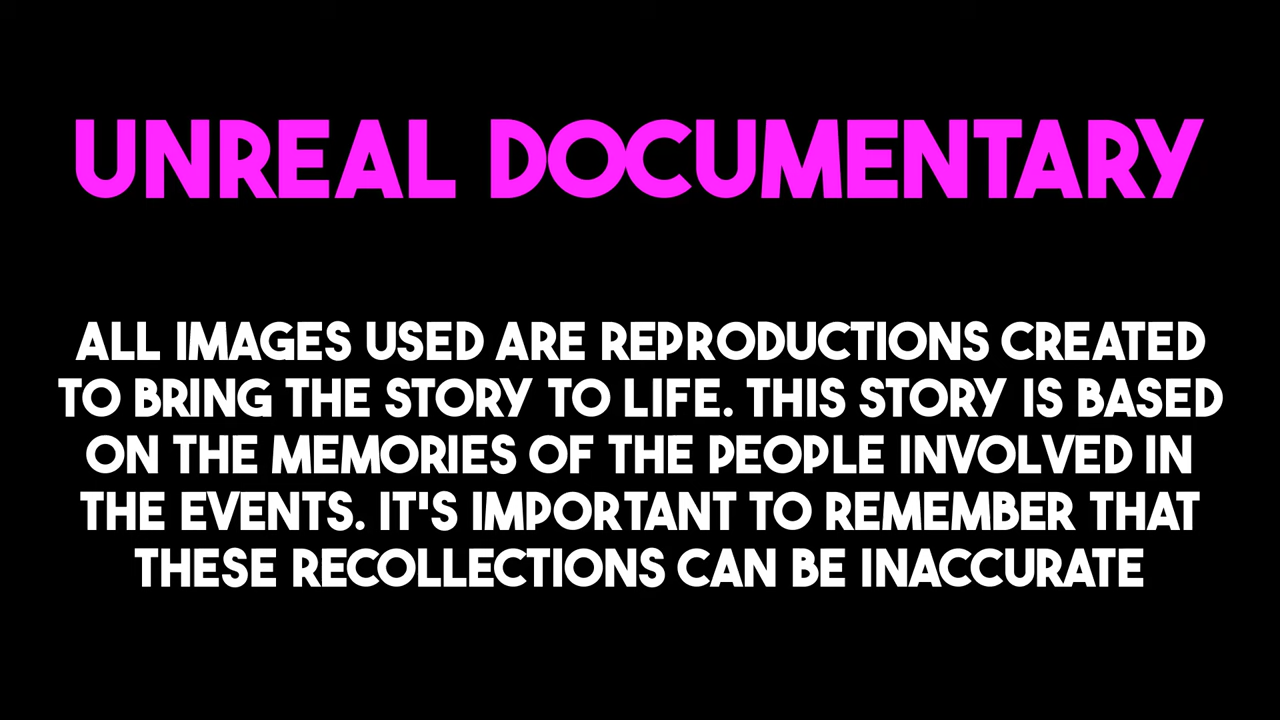 UNREAL DOCUMENTARY
ALL IMAGES USED ARE REPRODUCTIONS CREATED
TO BRING THE STORY TO LIFE. THIS STORY IS BASED
ON THE MEMORIES OF THE PEOPLE INVOLVED IN
THE EVENTS. IT'S IMPORTANT TO REMEMBER THAT
THESE RECOLLECTIONS CAN BE INACCURATE